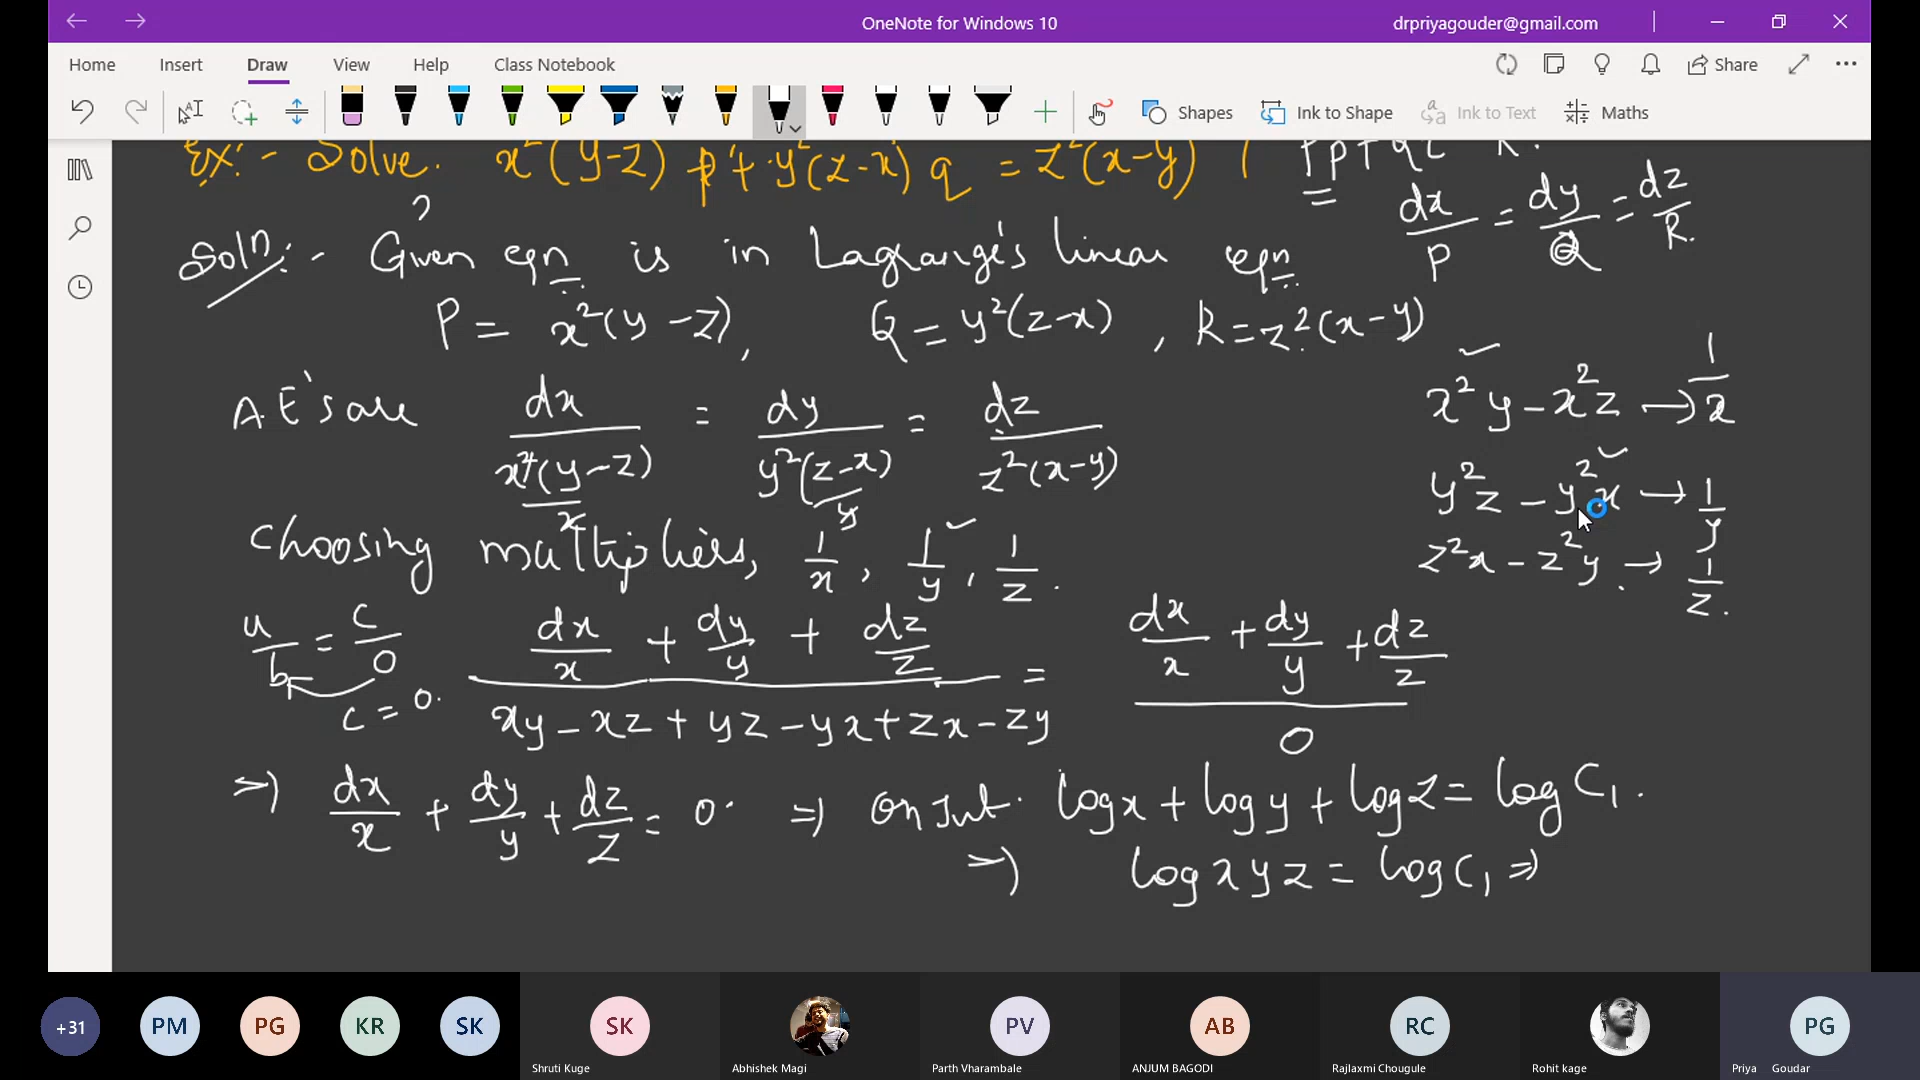 OneNote for Windows 10
drpriyagouder@gmail.com
Home Insert Draw View Help Class Notebook Share
Shapes Ink to Shape Ink to Text Maths
Ex:- Solve. x²(y-z) p + y²(z-x) q = z²(x-y) |
dx/P = dy/Q = dz/R.
Soln:- Given eqn is in Lagrange's linear eqn
P = x²(y-z), Q = y²(z-x), R = z²(x-y)
x²y - x²z → 1/x
A.E's are dx/x²(y-z) = dy/y²(z-x) = dz/z²(x-y)
y²z - y²x → 1/y
Choosing multipliers, 1/x, 1/y, 1/z.
z²x - z²y → 1/z.
c/0
c = 0.
(dx/x + dy/y + dz/z)/(xy - xz + yz - yx + zx - zy) = (dx/x + dy/y + dz/z)/0
⇒ dx/x + dy/y + dz/z = 0. ⇒ On Int. log x + log y + log z = log C₁.
⇒ log xyz = log C₁ ⇒
+31 PM PG KR SK SK PV AB RC PG
Shruti Kuge Abhishek Magi Parth Vharambale ANJUM BAGODI Rajlaxmi Chougule Rohit kage Priya Goudar